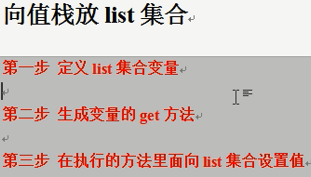 向值栈放 list 集合
第一步 定义 list 集合变量
第二步 生成变量的 get 方法
第三步 在执行的方法里面向 list 集合设置值